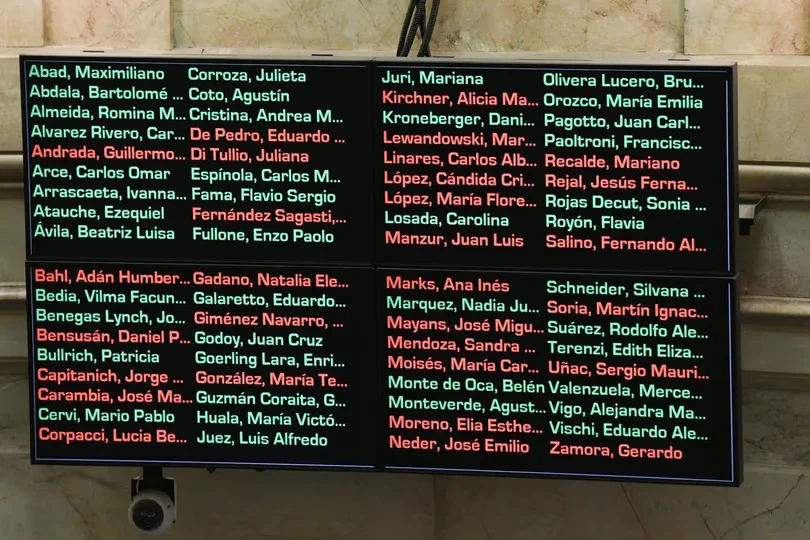 Abad, Maximiliano
Abdala, Bartolomé ...
Almeida, Romina M...
Alvarez Rivero, Car...
Andrada, Guillermo...
Arce, Carlos Omar
Arrascaeta, Ivanna...
Atauche, Ezequiel
Ávila, Beatriz Luisa
Bahl, Adán Humber...
Bedia, Vilma Facun...
Benegas Lynch, Jo...
Bensusán, Daniel P...
Bullrich, Patricia
Capitanich, Jorge ...
Carambia, José Ma...
Cervi, Mario Pablo
Corpacci, Lucia Be...
Corroza, Julieta
Coto, Agustín
Cristina, Andrea M...
De Pedro, Eduardo ...
Di Tullio, Juliana
Espínola, Carlos M...
Fama, Flavio Sergio
Fernández Sagasti,...
Fullone, Enzo Paolo
Gadano, Natalia Ele...
Galaretto, Eduardo...
Giménez Navarro, ...
Godoy, Juan Cruz
Goerling Lara, Enri...
González, María Te...
Guzmán Coraita, G...
Huala, María Victó...
Juez, Luis Alfredo
Juri, Mariana
Kirchner, Alicia Ma...
Kroneberger, Dani...
Lewandowski, Mar...
Linares, Carlos Alb...
López, Cándida Cri...
López, María Flore...
Losada, Carolina
Manzur, Juan Luis
Marks, Ana Inés
Marquez, Nadia Ju...
Mayans, José Migu...
Mendoza, Sandra ...
Moisés, María Car...
Monte de Oca, Belén
Monteverde, Agust...
Moreno, Elia Esthe...
Neder, José Emilio
Olivera Lucero, Bru...
Orozco, María Emilia
Pagotto, Juan Carl...
Paoltroni, Francisc...
Recalde, Mariano
Rejal, Jesús Ferna...
Rojas Decut, Sonia ...
Royón, Flavia
Salino, Fernando Al...
Schneider, Silvana ...
Soria, Martín Ignac...
Suárez, Rodolfo Ale...
Terenzi, Edith Eliza...
Uñac, Sergio Mauri...
Valenzuela, Merce...
Vigo, Alejandra Ma...
Vischi, Eduardo Ale...
Zamora, Gerardo